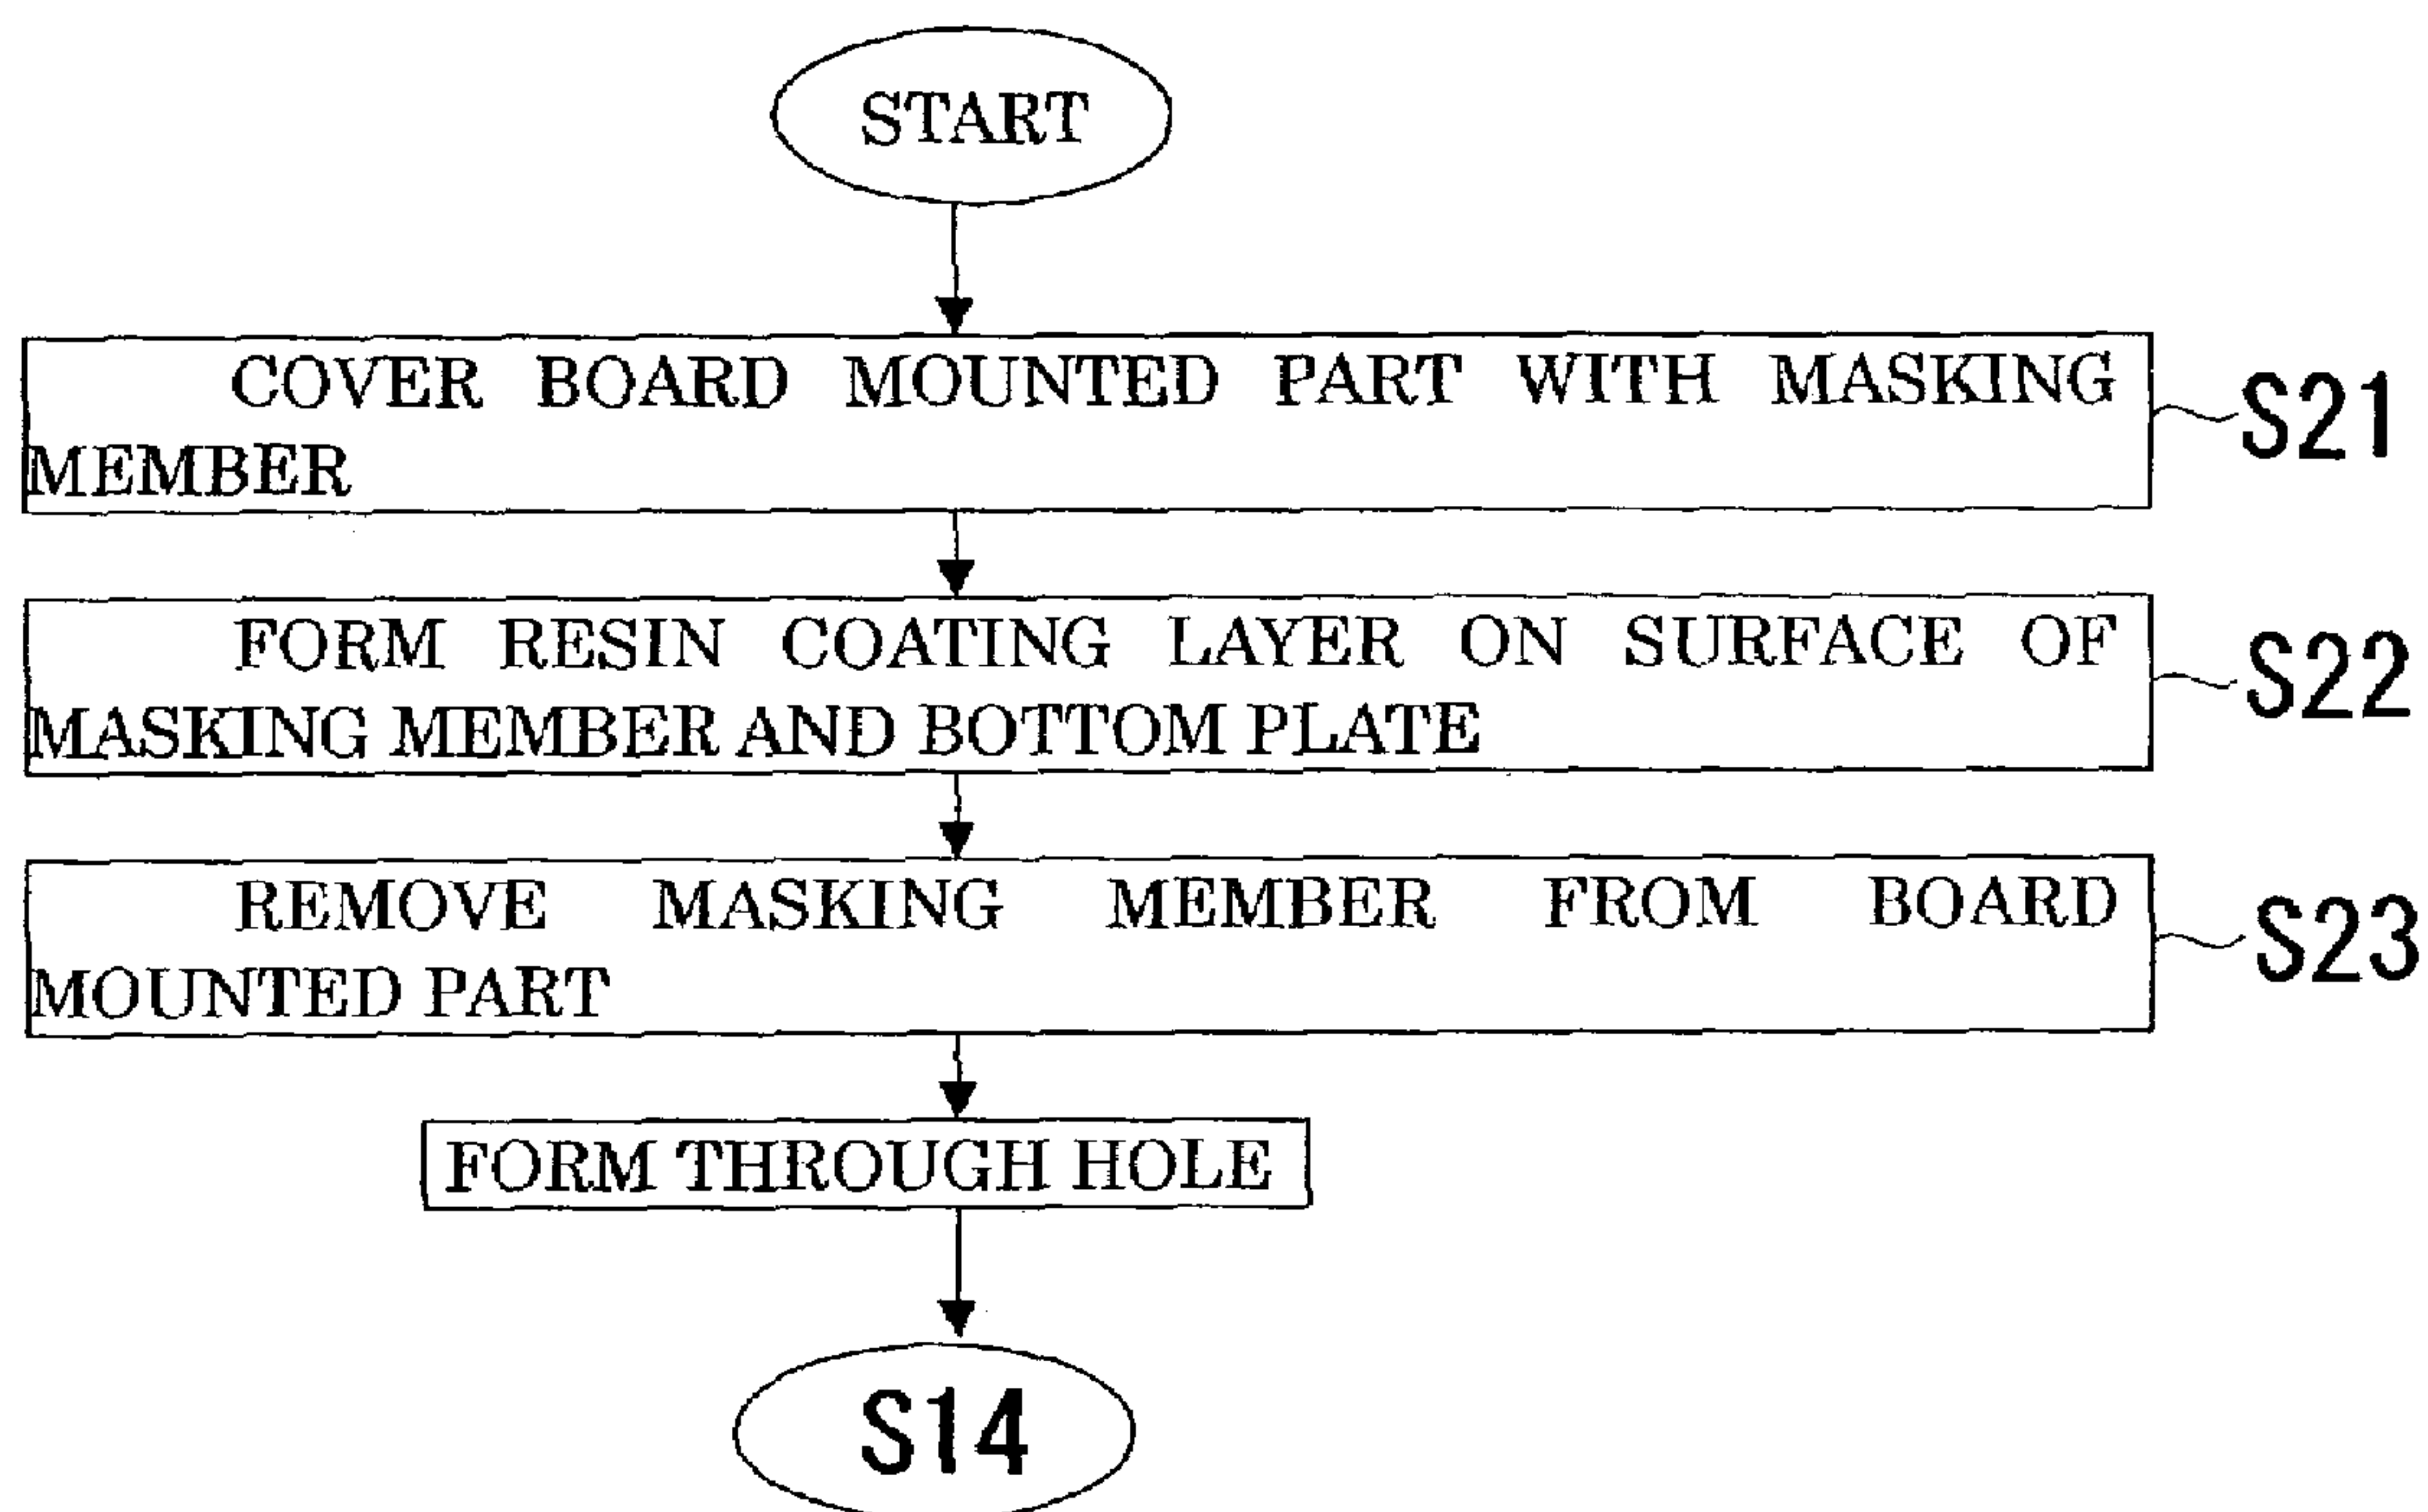 START
COVER BOARD MOUNTED PART WITH MASKING
MEMBER
S21
FORM RESIN COATING LAYER ON SURFACE OF
MASKING MEMBER AND BOTTOM PLATE
S22
REMOVE MASKING MEMBER FROM BOARD
MOUNTED PART
S23
FORM THROUGH HOLE
S14